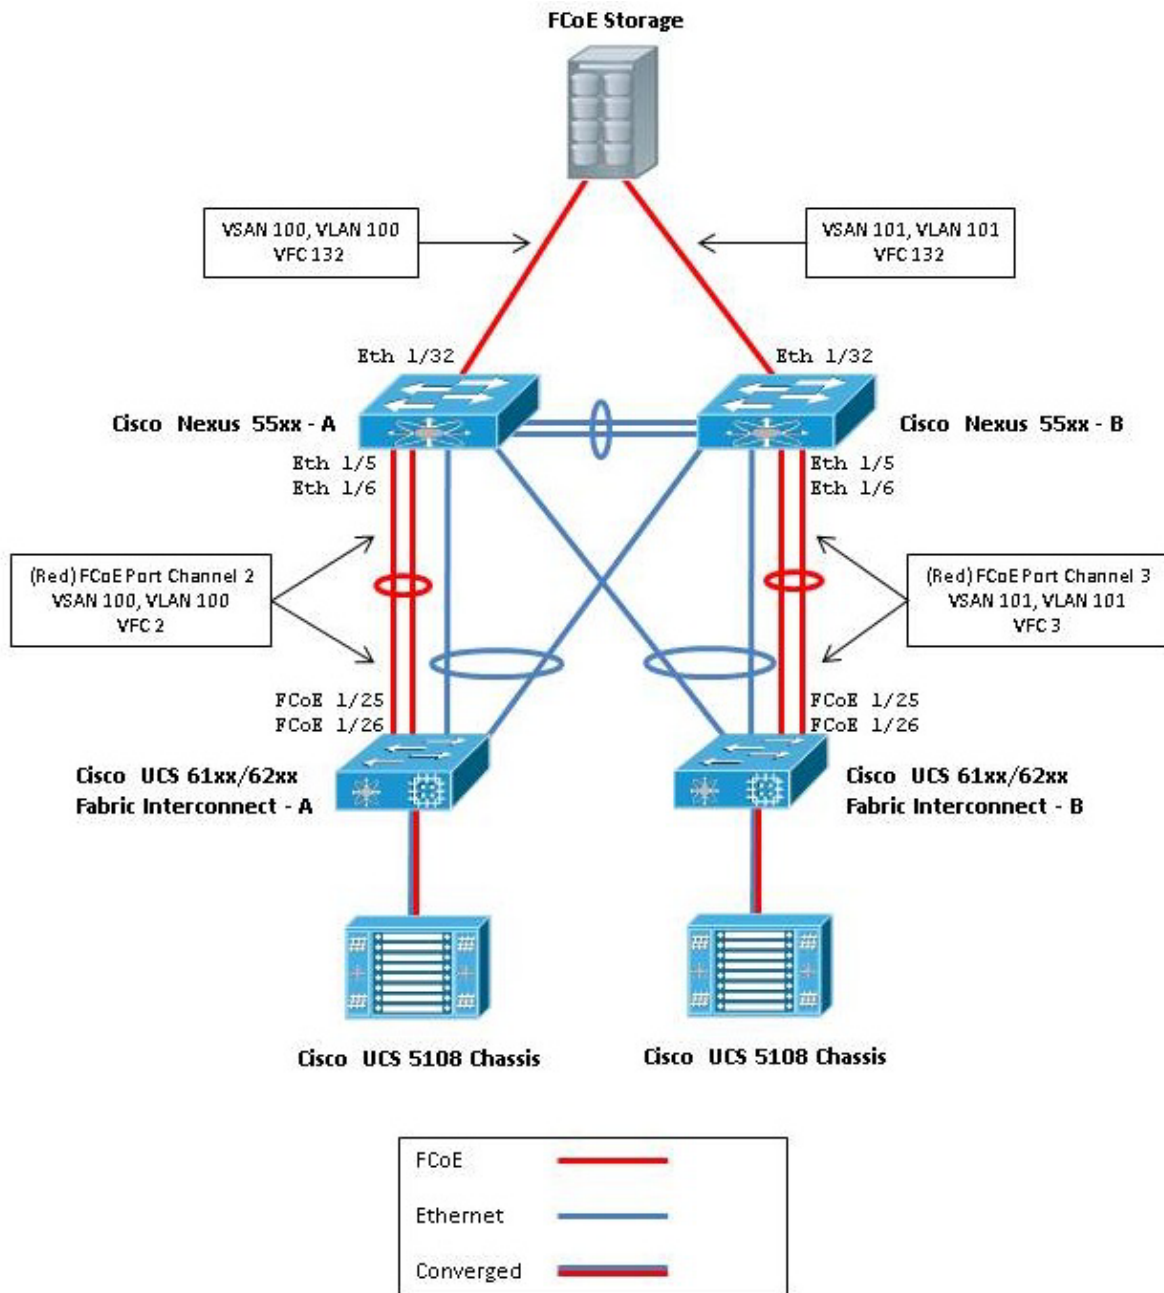 FCoE Storage
VSAN 100, VLAN 100
VFC 132
VSAN 101, VLAN 101
VFC 132
Eth 1/32
Eth 1/32
Cisco Nexus 55xx - A
Cisco Nexus 55xx - B
Eth 1/5
Eth 1/6
Eth 1/5
Eth 1/6
(Red) FCoE Port Channel 2
VSAN 100, VLAN 100
VFC 2
(Red) FCoE Port Channel 3
VSAN 101, VLAN 101
VFC 3
FCoE 1/25
FCoE 1/26
FCoE 1/25
FCoE 1/26
Cisco UCS 61xx/62xx
Fabric Interconnect - A
Cisco UCS 61xx/62xx
Fabric Interconnect - B
Cisco UCS 5108 Chassis
Cisco UCS 5108 Chassis
FCoE
Ethernet
Converged